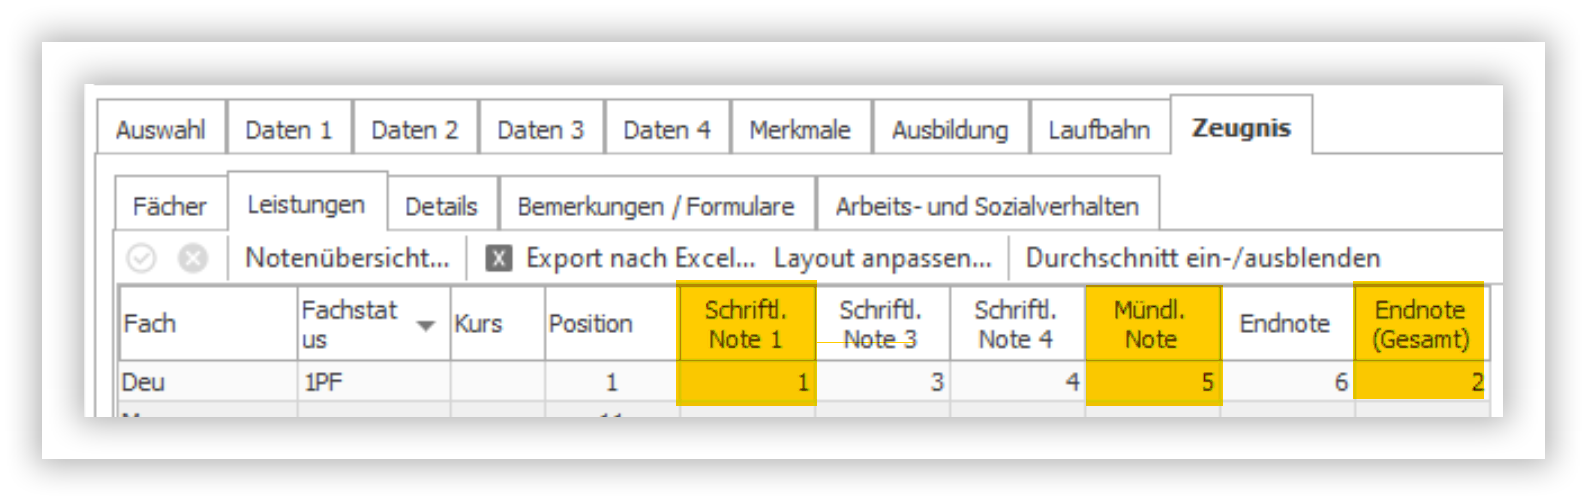 Auswahl Daten 1 Daten 2 Daten 3 Daten 4 Merkmale Ausbildung Laufbahn Zeugnis
Fächer Leistungen Details Bemerkungen / Formulare Arbeits- und Sozialverhalten
Notenübersicht... X Export nach Excel... Layout anpassen... Durchschnitt ein-/ausblenden
Fach Fachstat Kurs Position Schriftl. Schriftl. Schriftl. Mündl. Endnote Endnote
us Note 1 Note 3 Note 4 Note (Gesamt)
Deu 1PF 1 1 3 4 5 6 2